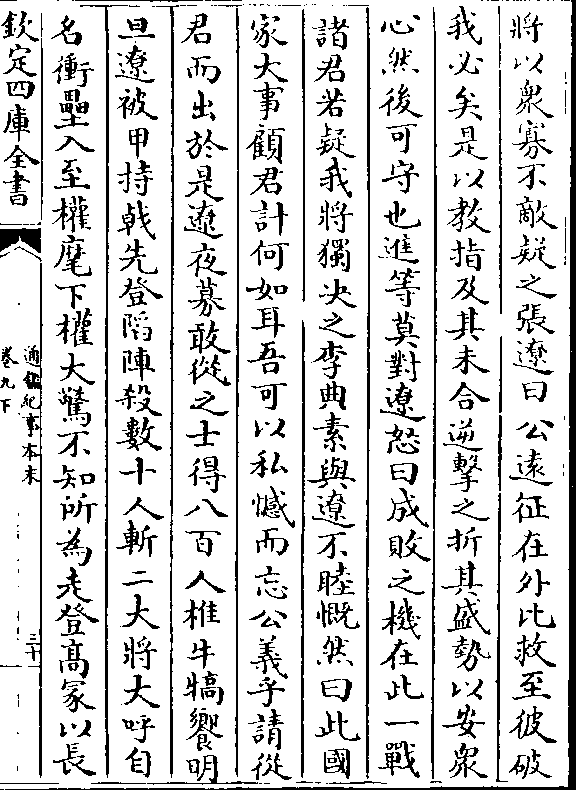 將以衆寡不敵疑之張遼曰公遠征在外比救至彼破
我必矣是以教指及其未合逆擊之折其盛勢以安衆
心然後可守也進等莫對遼怒曰成敗之機在此一戰
諸君若疑我將獨决之李典素與遼不睦慨然曰此國
家大事顧君計何如耳吾可以私憾而忘公義乎請從
君而出於是遼夜募敢從之士得八百人椎牛犒饗明
旦遼被甲持戟先登陷陣殺數十人斬二大將大呼自
名衝壘入至權麾下權大驚不知所為走登髙冢以長
欽定四庫全書
通鑑紀事本末
卷九下
三十